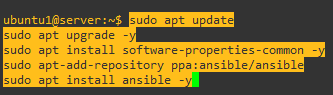 ubuntu1@server:~$ sudo apt update
sudo apt upgrade -y
sudo apt install software-properties-common -y
sudo apt-add-repository ppa:ansible/ansible
sudo apt install ansible -y